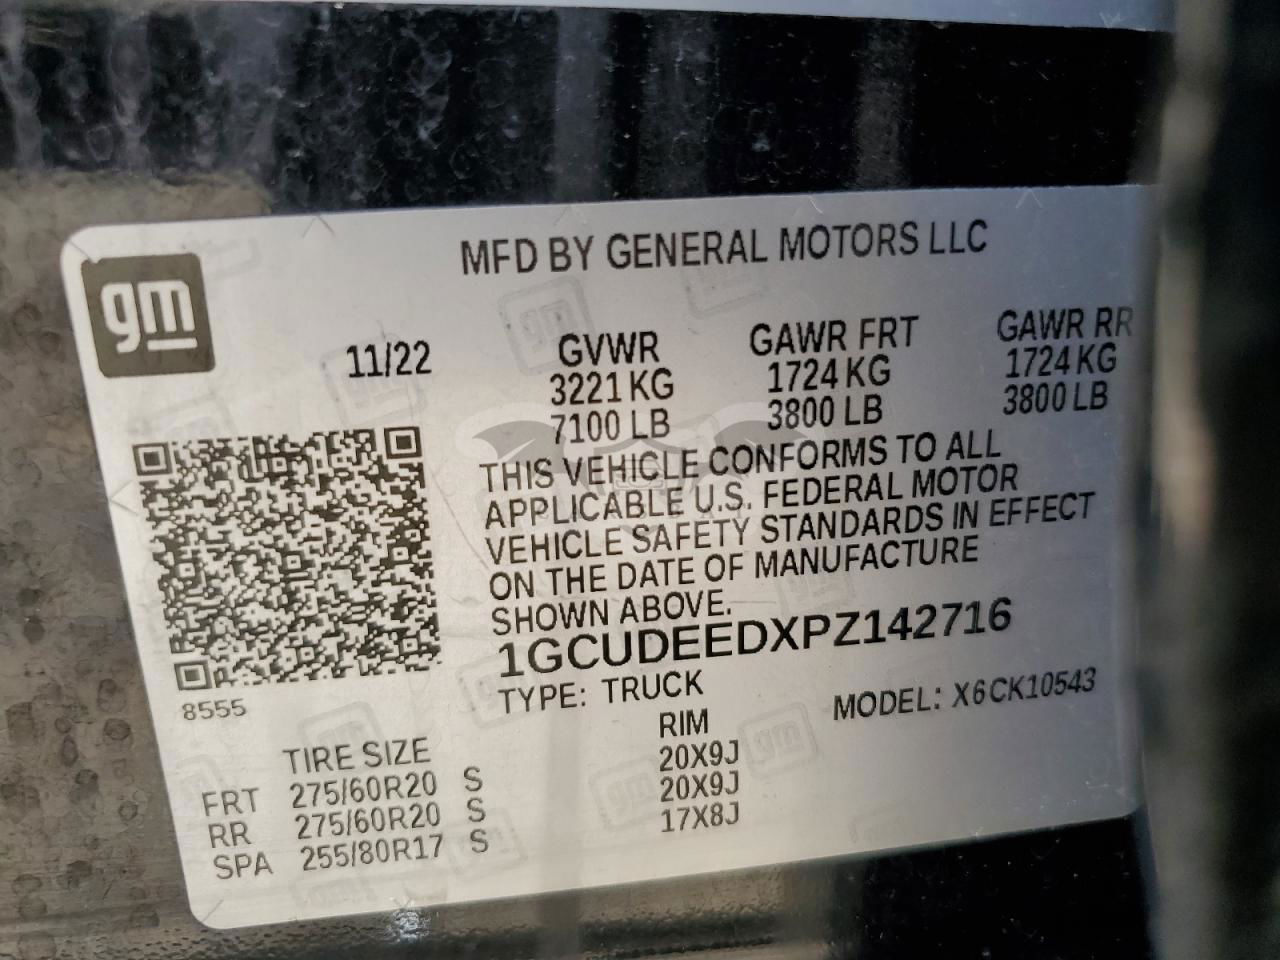 gm
MFD BY GENERAL MOTORS LLC
11/22 GVWR GAWR FRT GAWR RR
3221 KG 1724 KG 1724 KG
7100 LB 3800 LB 3800 LB
THIS VEHICLE CONFORMS TO ALL
APPLICABLE U.S. FEDERAL MOTOR
VEHICLE SAFETY STANDARDS IN EFFECT
ON THE DATE OF MANUFACTURE
SHOWN ABOVE.
1GCUDEEDXPZ142716
TYPE: TRUCK MODEL: X6CK10543
8555
TIRE SIZE RIM
FRT 275/60R20 S 20X9J
RR 275/60R20 S 20X9J
SPA 255/80R17 S 17X8J